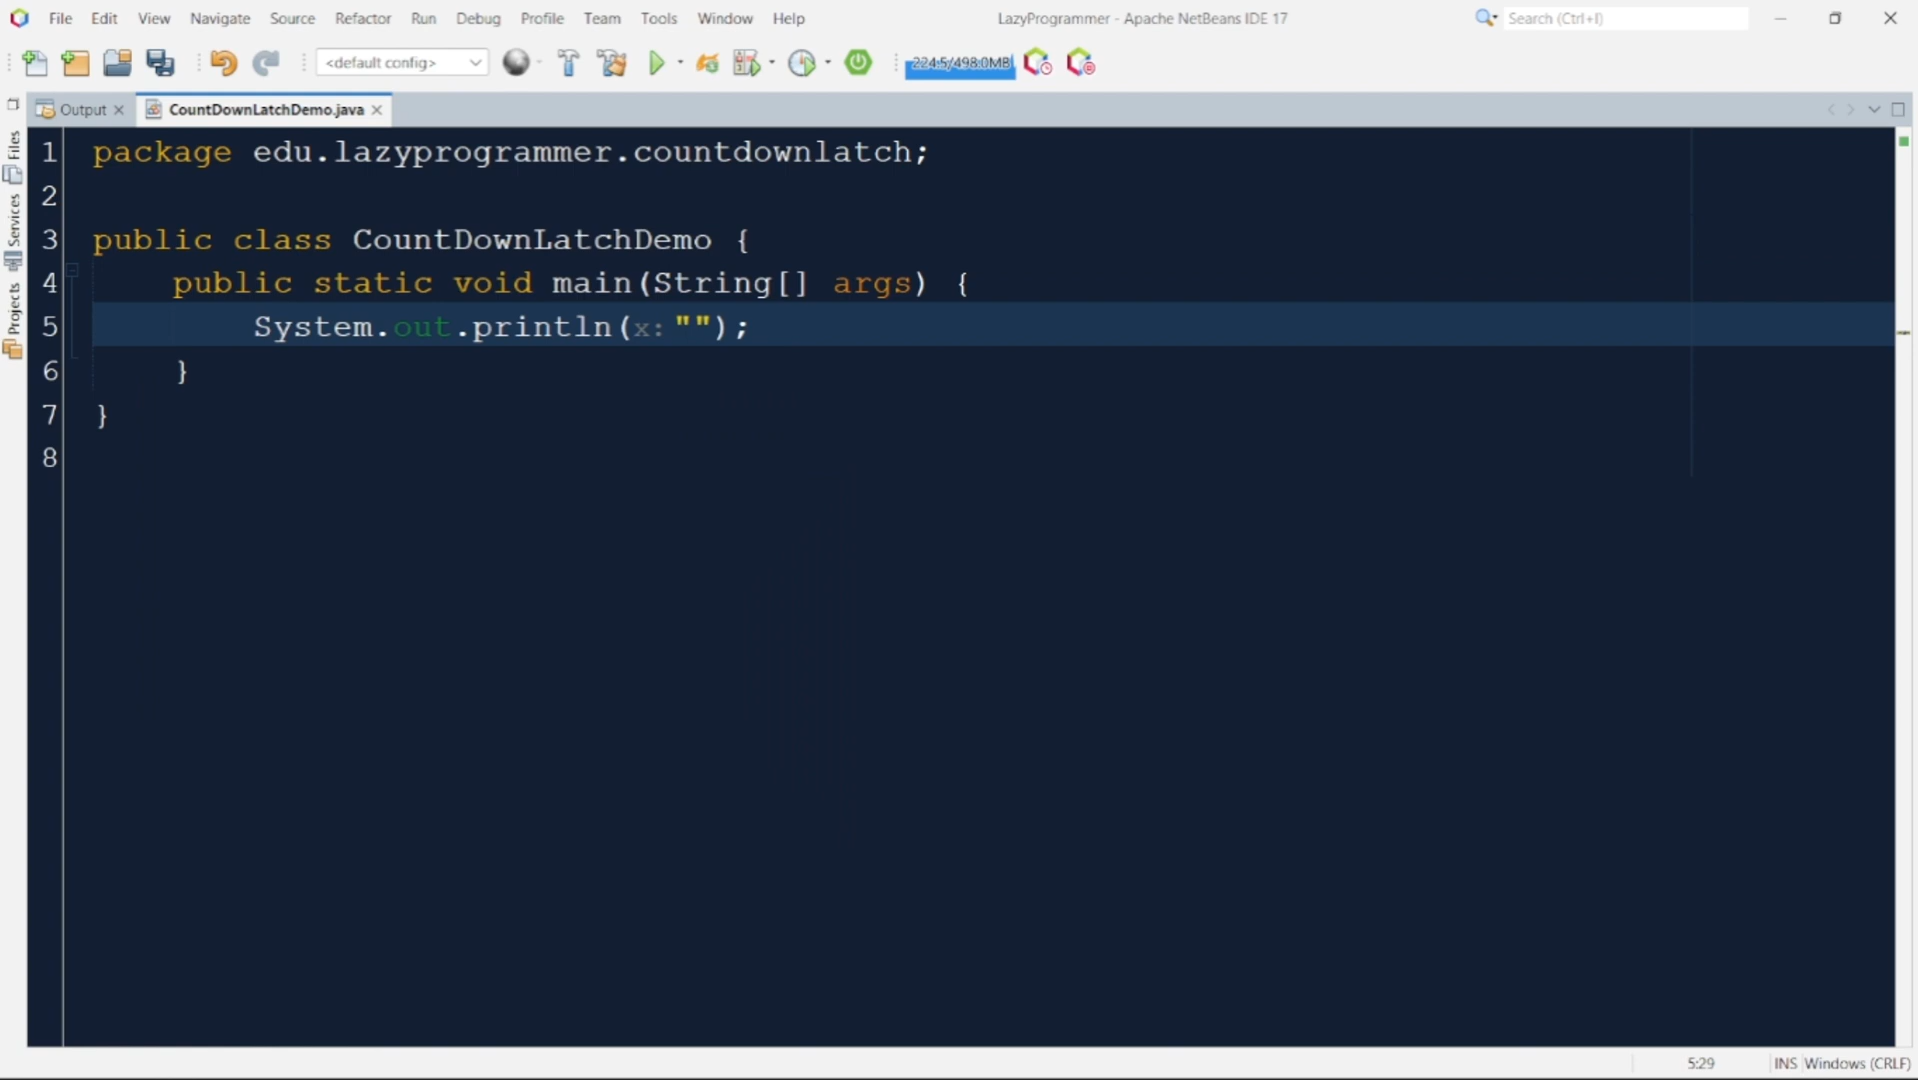 File Edit View Navigate Source Refactor Run Debug Profile Team Tools Window Help LazyProgrammer - Apache NetBeans IDE 17 Search (Ctrl+I)
<default config> 224.5/498.0MB
Output CountDownLatchDemo.java
Files
Services
Projects
1 package edu.lazyprogrammer.countdownlatch;
2
3 public class CountDownLatchDemo {
4 public static void main(String[] args) {
5 System.out.println(x: "");
6 }
7 }
8
5:29 INS Windows (CRLF)